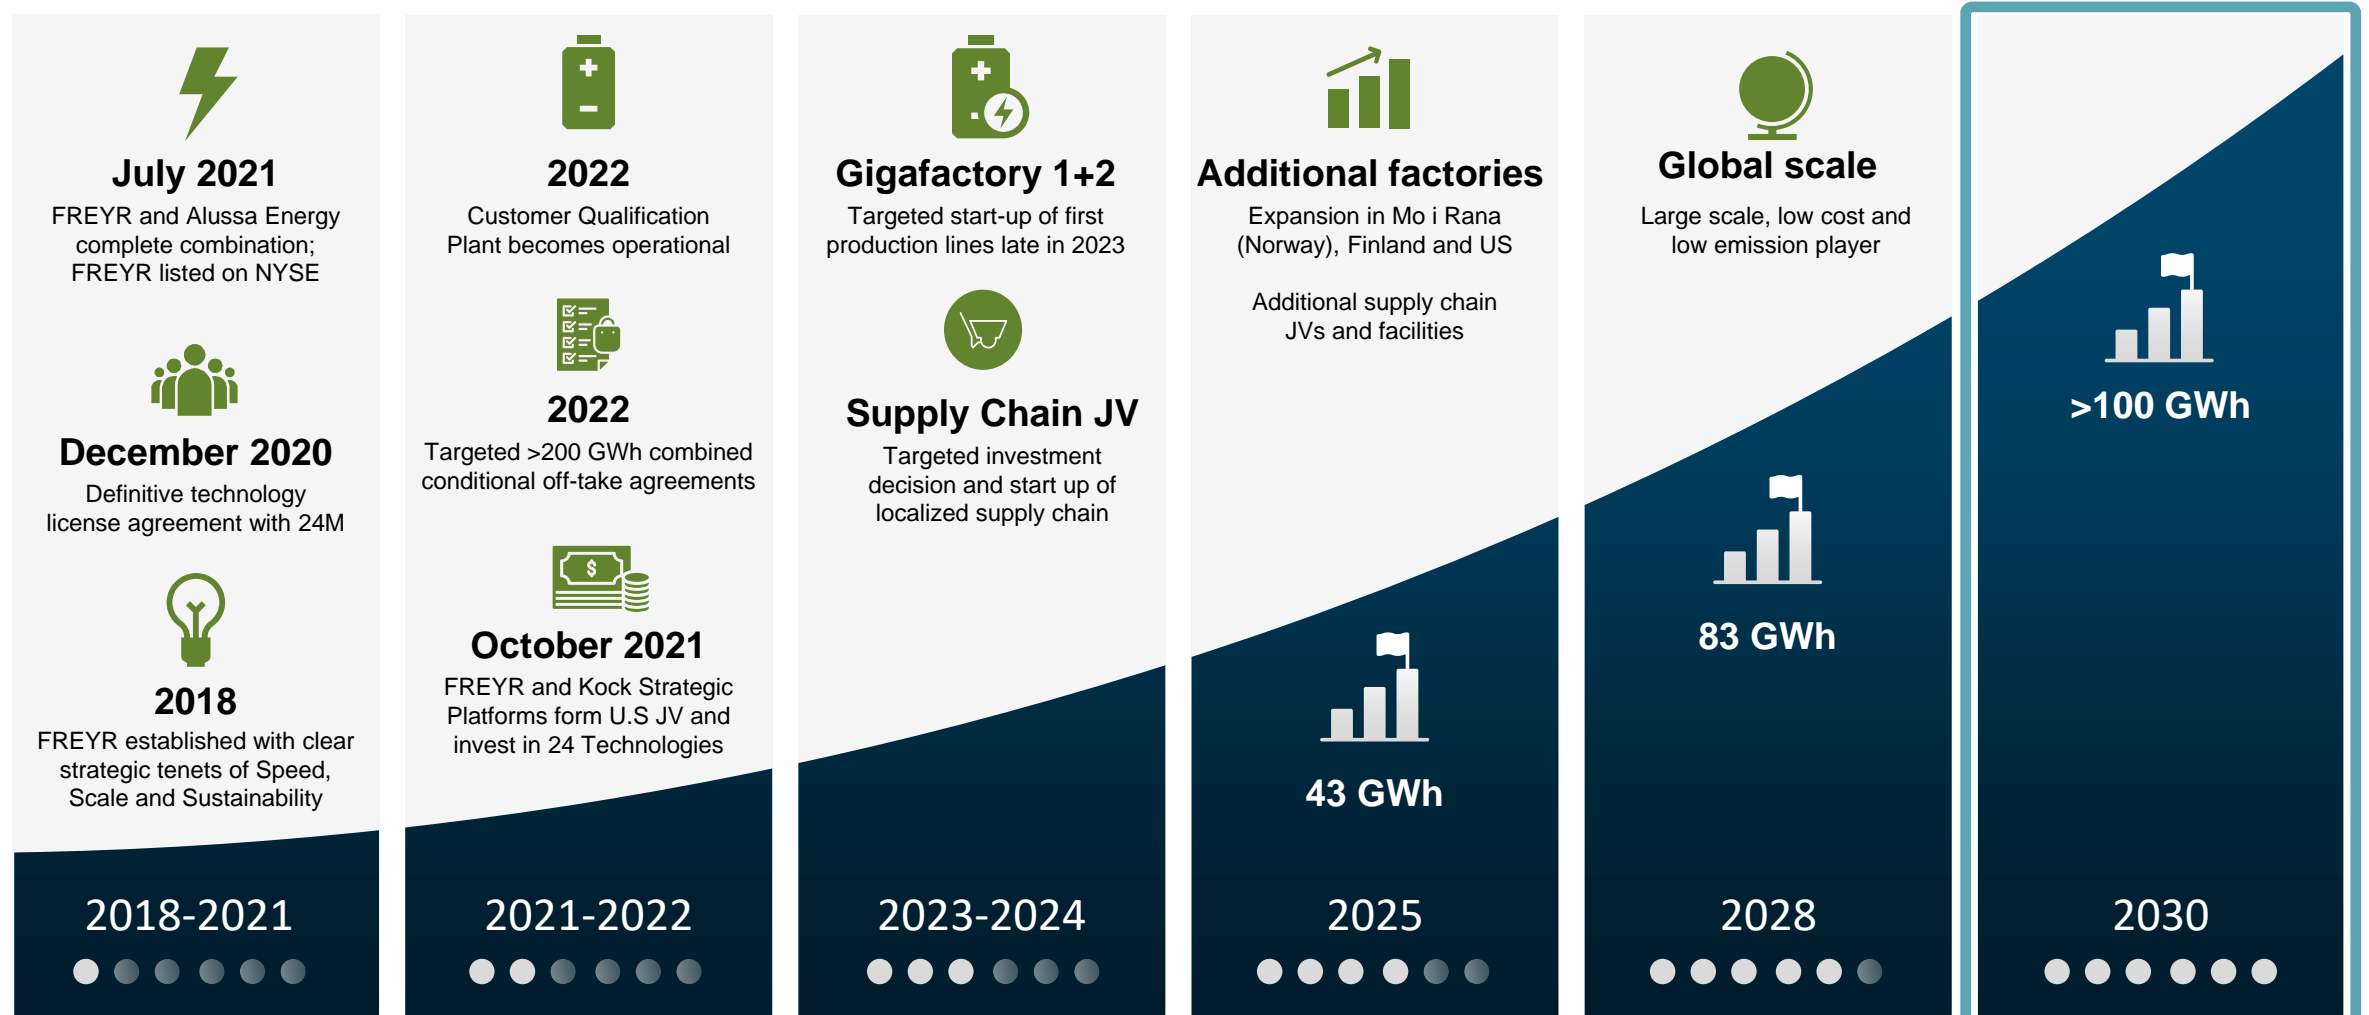 July 2021
FREYR and Alussa Energy
complete combination;
FREYR listed on NYSE
December 2020
Definitive technology
license agreement with 24M
2018
FREYR established with clear
strategic tenets of Speed,
Scale and Sustainability
2018-2021
2022
Customer Qualification
Plant becomes operational
2022
Targeted >200 GWh combined
conditional off-take agreements
$
October 2021
FREYR and Kock Strategic
Platforms form U.S JV and
invest in 24 Technologies
2021-2022
Gigafactory 1+2
Targeted start-up of first
production lines late in 2023
Supply Chain JV
Targeted investment
decision and start up of
localized supply chain
2023-2024
Additional factories
Expansion in Mo i Rana
(Norway), Finland and US
Additional supply chain
JVs and facilities
43 GWh
2025
Global scale
Large scale, low cost and
low emission player
83 GWh
2028
>100 GWh
2030